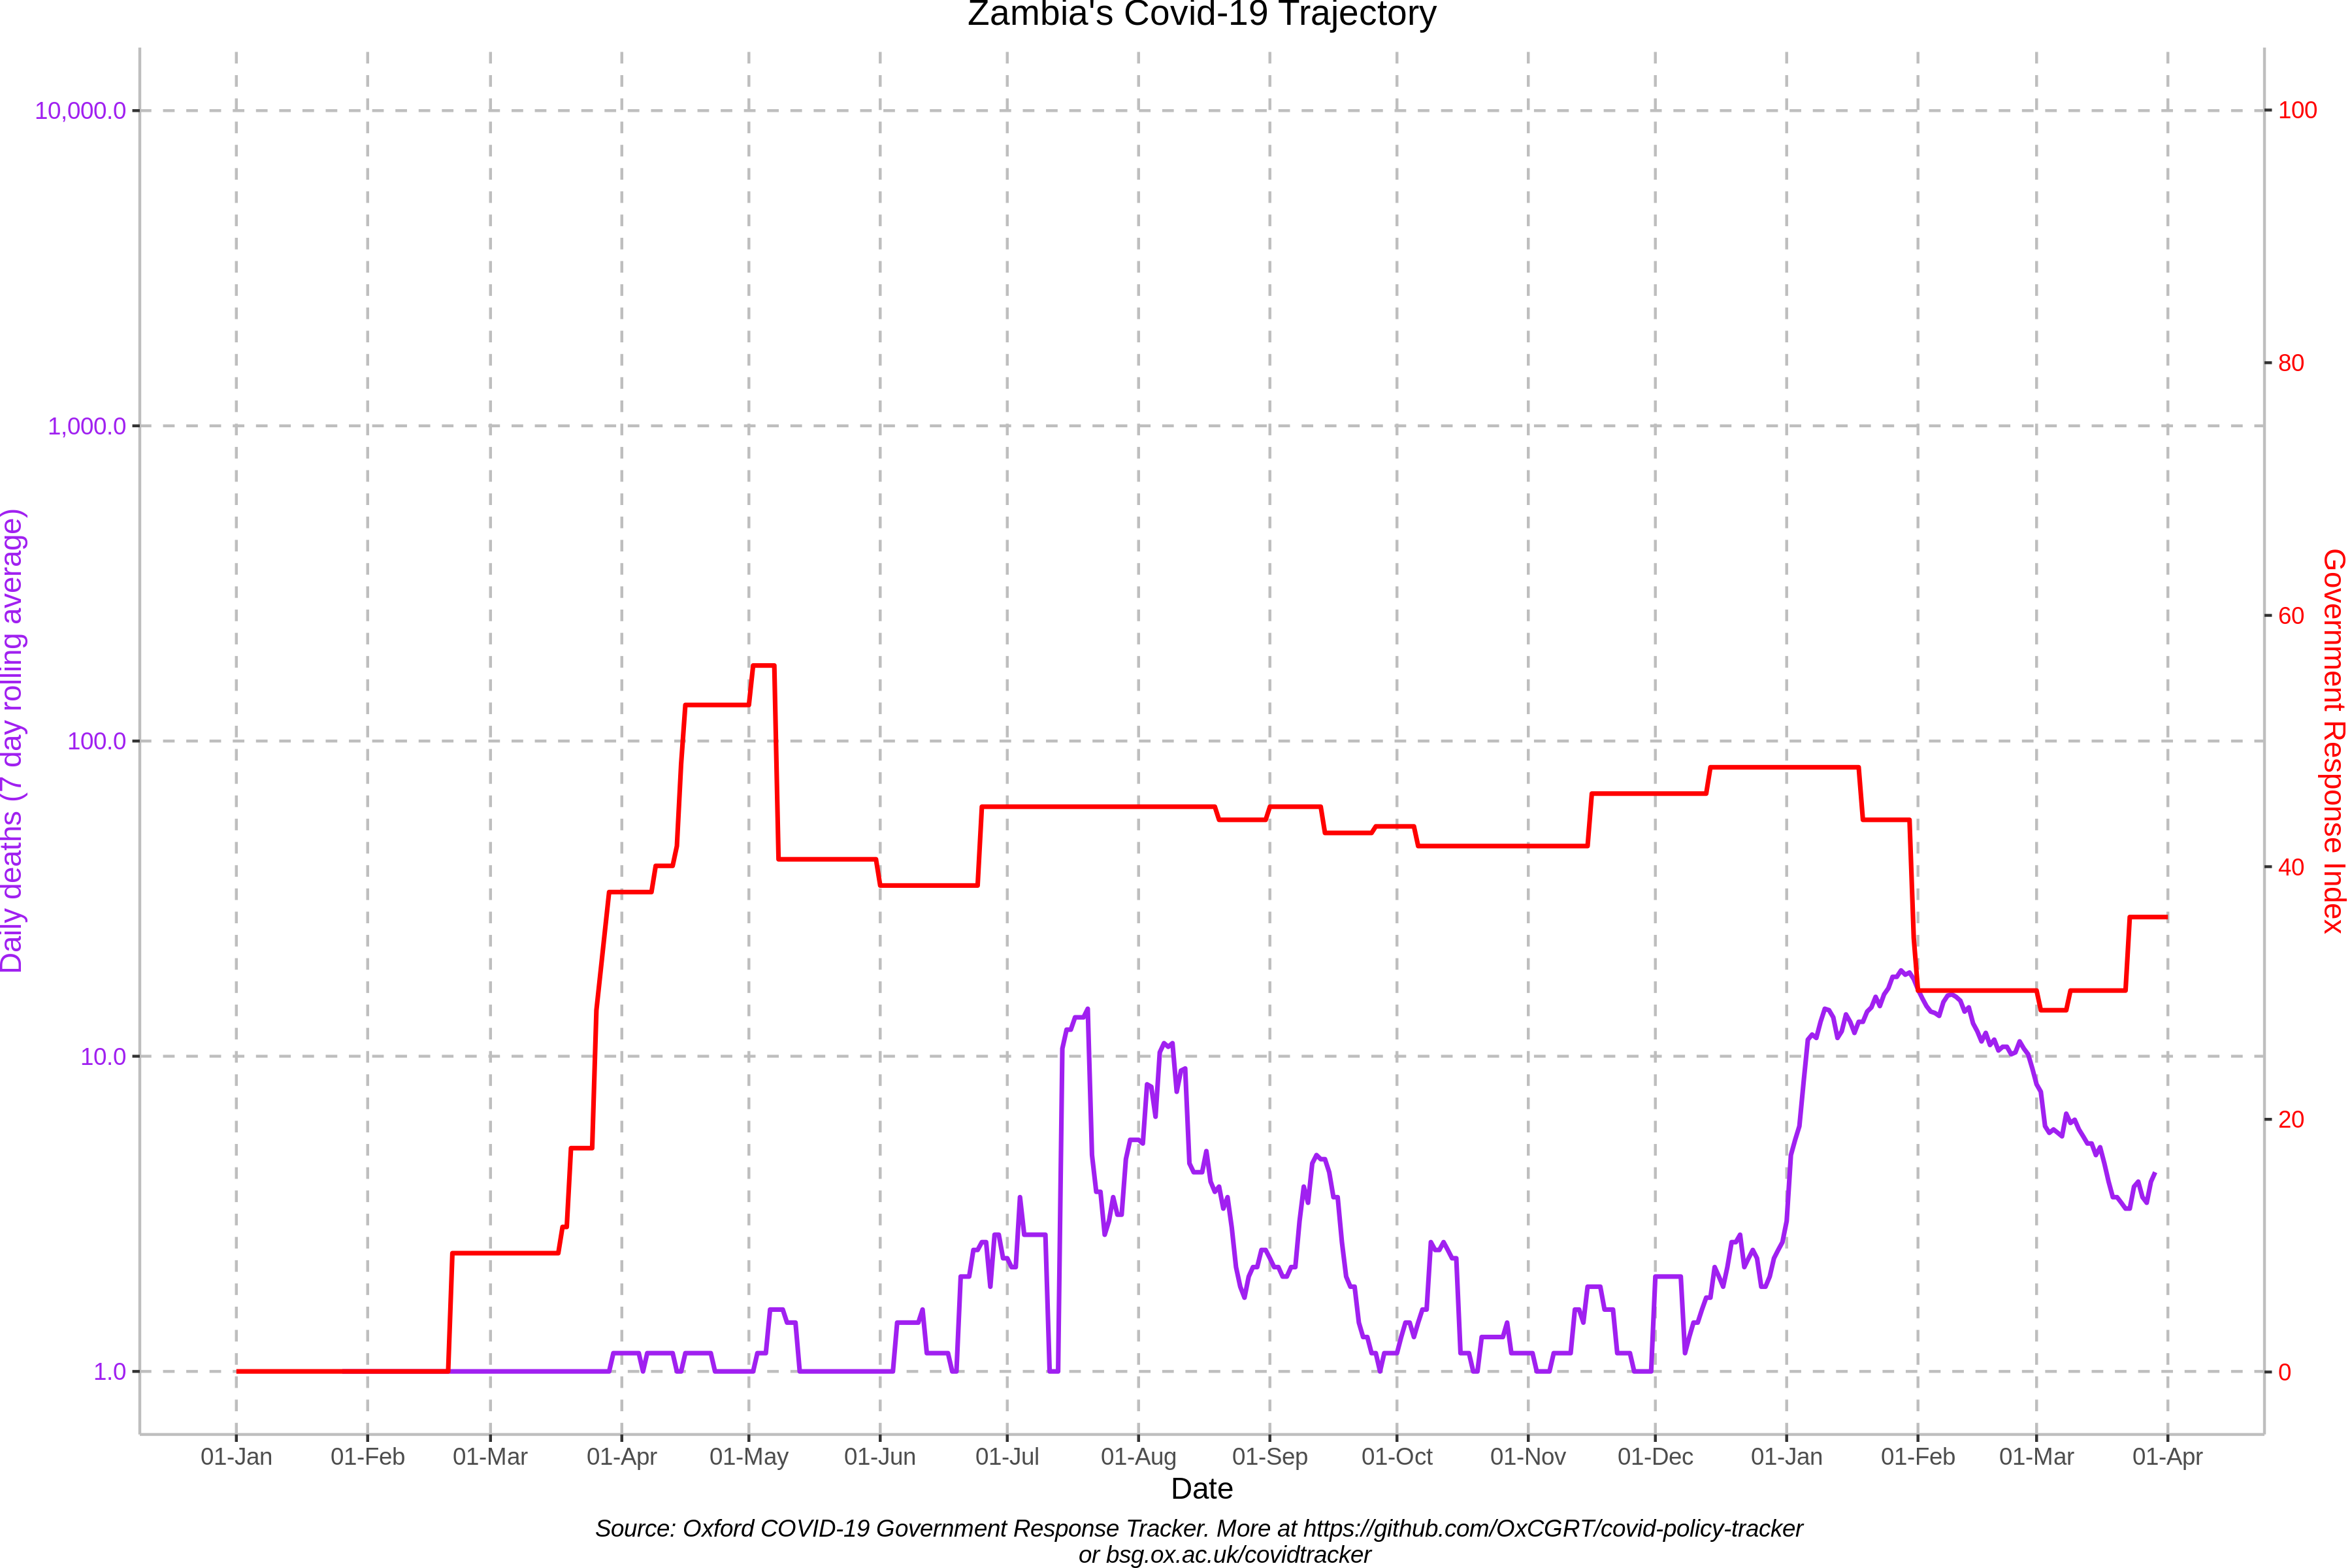 Zambia's Covid-19 Trajectory
10,000.0
1,000.0
100.0
10.0
1.0
Daily deaths (7 day rolling average)
100
80
60
40
20
0
Government Response Index
01-Jan 01-Feb 01-Mar 01-Apr 01-May 01-Jun 01-Jul 01-Aug 01-Sep 01-Oct 01-Nov 01-Dec 01-Jan 01-Feb 01-Mar 01-Apr
Date
Source: Oxford COVID-19 Government Response Tracker. More at https://github.com/OxCGRT/covid-policy-tracker
or bsg.ox.ac.uk/covidtracker